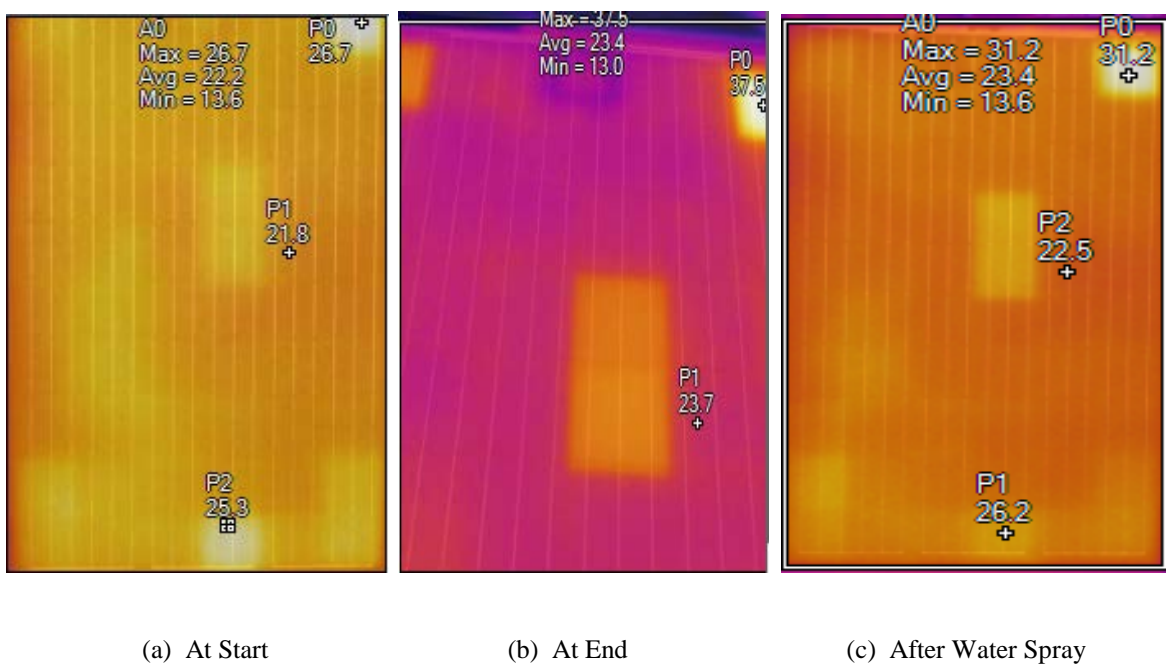 A0
Max = 26.7
Avg = 22.2
Min = 13.6
P0
26.7
P1
21.8
P2
25.3
Max = 37.5
Avg = 23.4
Min = 13.0
P0
37.5
P1
23.7
A0
Max = 31.2
Avg = 23.4
Min = 13.6
P0
31.2
P2
22.5
P1
26.2
(a) At Start
(b) At End
(c) After Water Spray